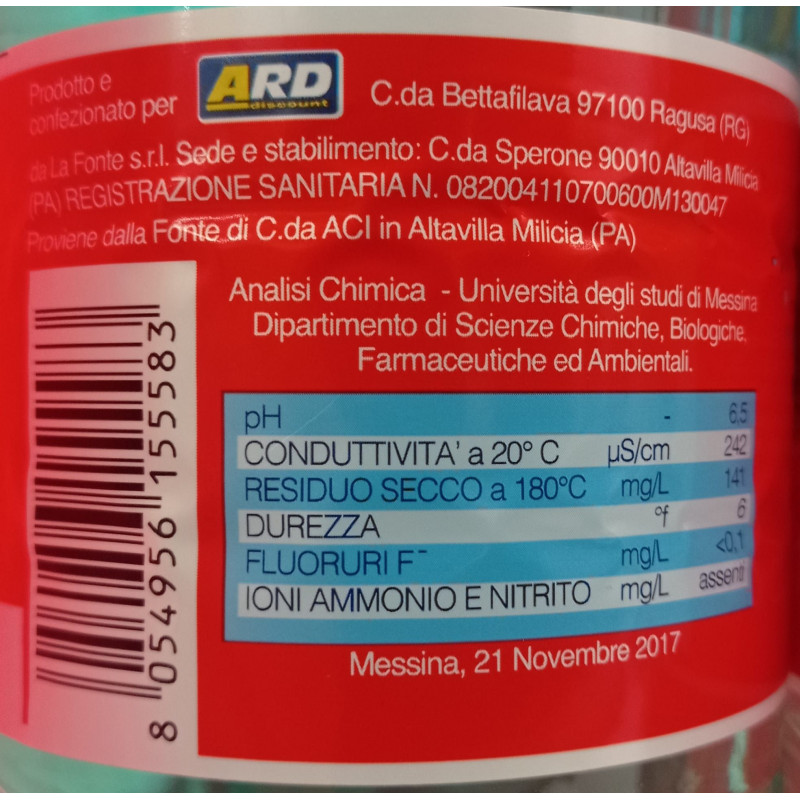 Prodotto e
confezionato per
ARD
discount
C.da Bettafilava 97100 Ragusa (RG)
da La Fonte s.r.l. Sede e stabilimento: C.da Sperone 90010 Altavilla Milicia
(PA) REGISTRAZIONE SANITARIA N. 082004110700600M130047
Proviene dalla Fonte di C.da ACI in Altavilla Milicia (PA)
Analisi Chimica - Università degli studi di Messina
Dipartimento di Scienze Chimiche, Biologiche,
Farmaceutiche ed Ambientali.
pH - 6,5
CONDUTTIVITA' a 20° C µS/cm 242
RESIDUO SECCO a 180°C mg/L 141
DUREZZA °f 6
FLUORURI F⁻ mg/L <0,1
IONI AMMONIO E NITRITO mg/L assenti
Messina, 21 Novembre 2017
8 054956 155583